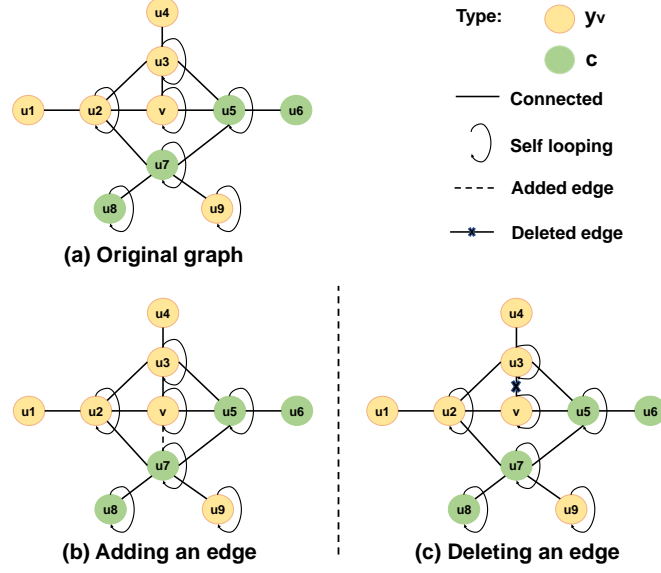 u4
u3
u1
u2
v
u5
u6
u7
u8
u9
(a) Original graph
Type:
yv
c
Connected
Self looping
Added edge
Deleted edge
u4
u3
u1
u2
v
u5
u6
u7
u8
u9
(b) Adding an edge
u4
u3
u1
u2
v
u5
u6
u7
u8
u9
(c) Deleting an edge